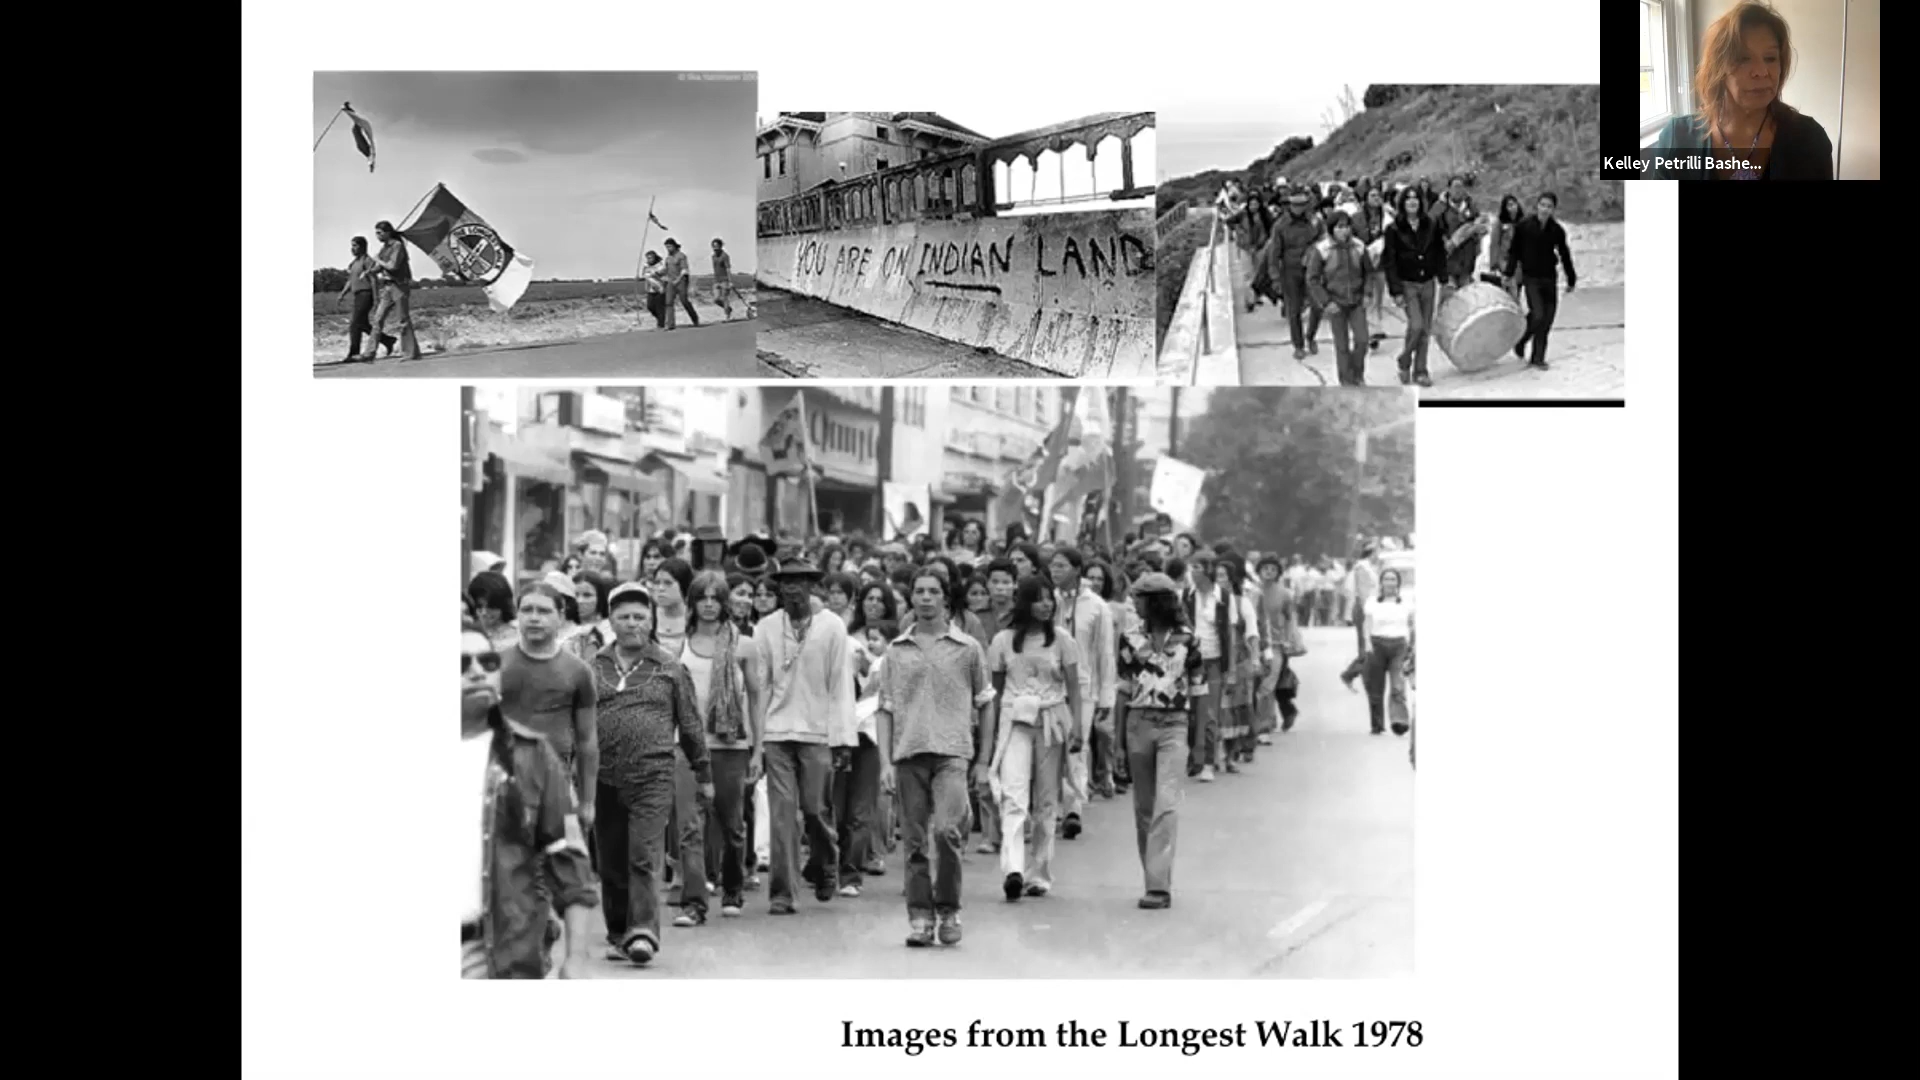 Kelley Petrilli Bashe...
YOU ARE ON INDIAN LAND
Images from the Longest Walk 1978